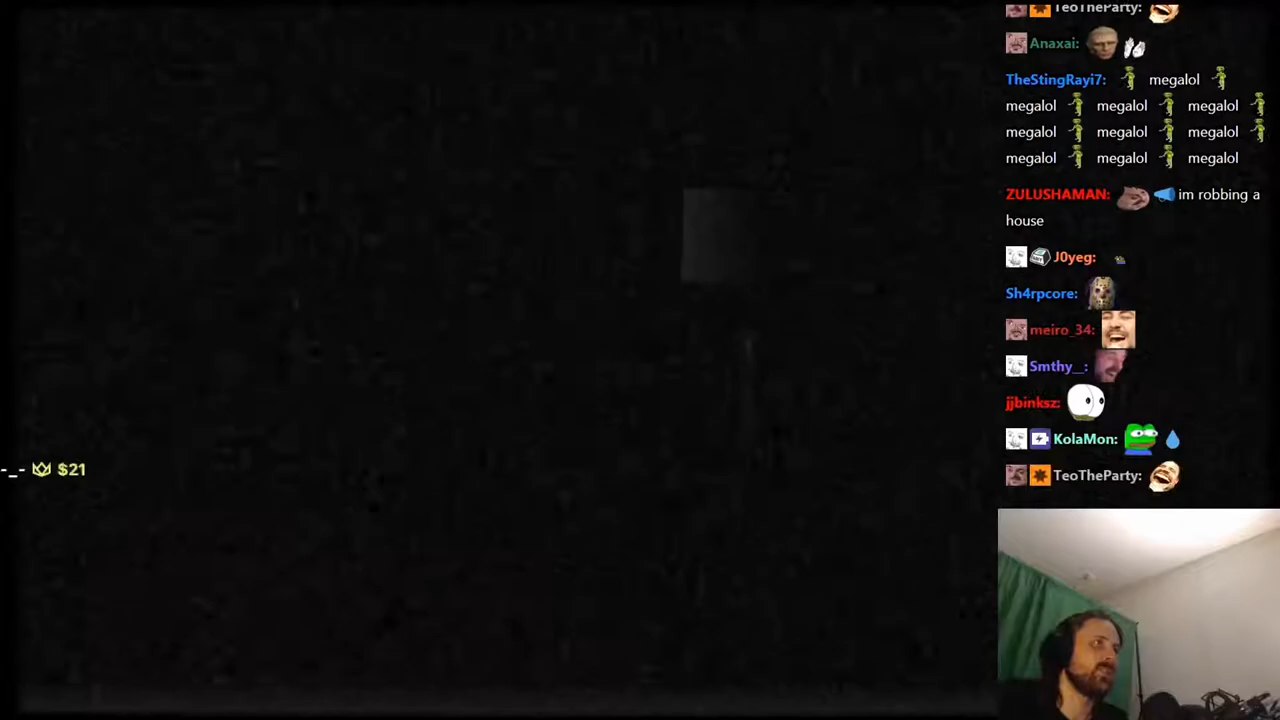 TeoTheParty:
Anaxai:
TheStingRayi7: megalol
megalol megalol megalol
megalol megalol megalol
megalol megalol megalol
ZULUSHAMAN: im robbing a
house
J0yeg:
Sh4rpcore:
meiro_34:
Smthy__:
jjbinksz:
-_- $21
KolaMon:
TeoTheParty: